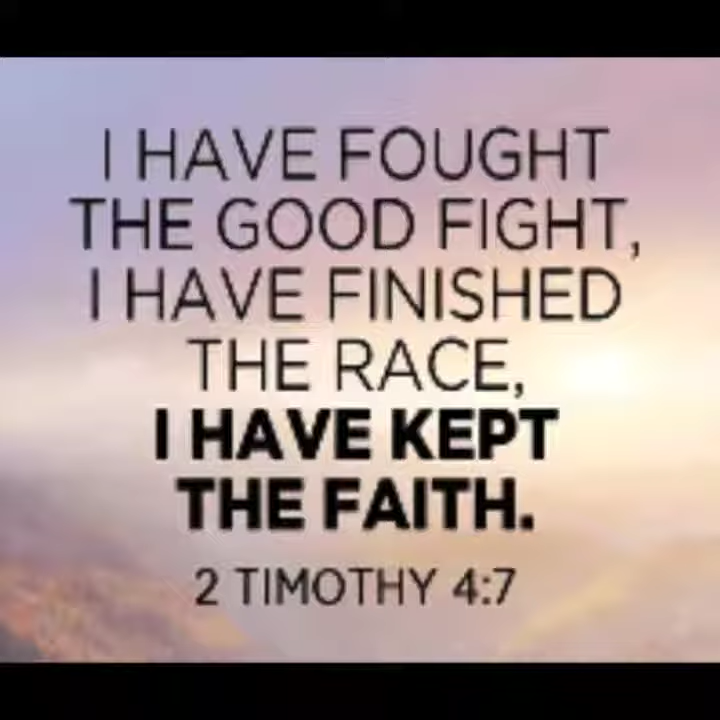 I HAVE FOUGHT
THE GOOD FIGHT,
I HAVE FINISHED
THE RACE,
I HAVE KEPT
THE FAITH.
2 TIMOTHY 4:7